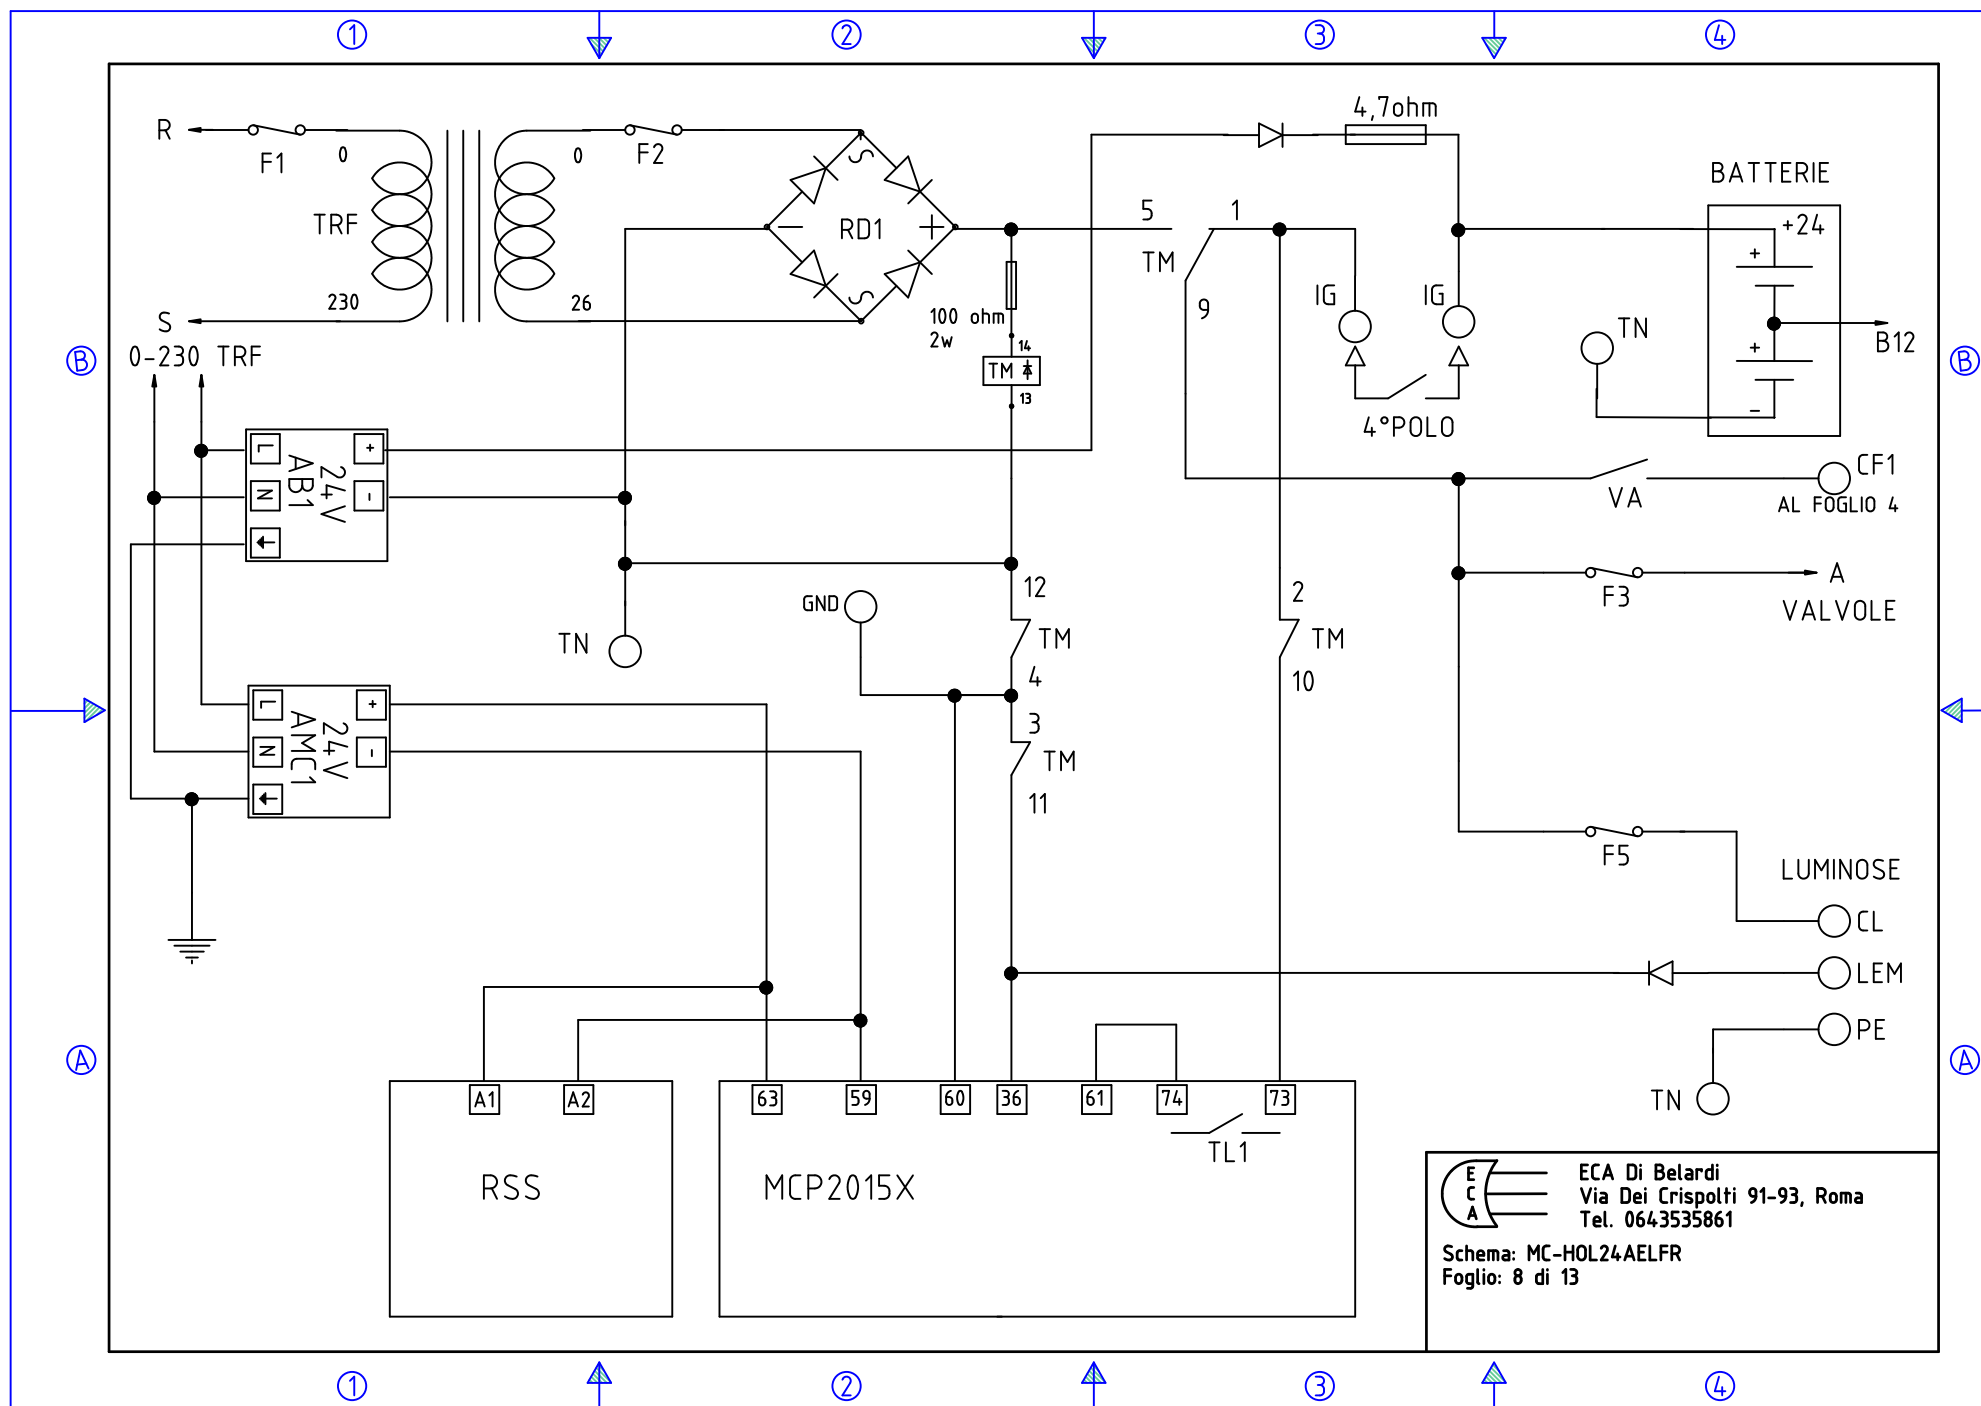 1
2
3
4
R
F1
0
TRF
230
S
0-230 TRF
0
F2
26
S
S
RD1
-
+
100 ohm
2w
14
TM
13
4,7ohm
5
1
TM
9
IG
IG
4°POLO
BATTERIE
+24
+
+
-
B12
TN
B
B
L
N
+
-
24V
AB1
CF1
VA
AL FOGLIO 4
F3
A
VALVOLE
12
TM
4
3
TM
11
GND
TN
2
TM
10
L
N
+
-
24V
AMC1
F5
LUMINOSE
CL
LEM
PE
TN
A
A
A1
A2
RSS
63
59
60
36
61
74
73
TL1
MCP2015X
E
C
A
ECA Di Belardi
Via Dei Crispolti 91-93, Roma
Tel. 0643535861
Schema: MC-HOL24AELFR
Foglio: 8 di 13
1
2
3
4